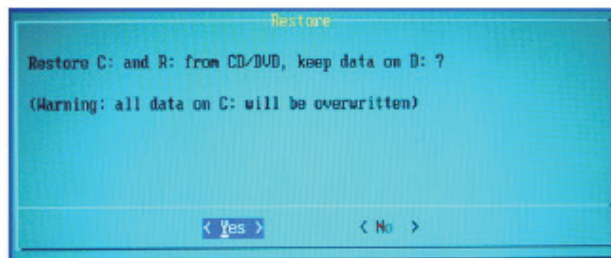 Restore
Restore C: and R: from CD/DVD, keep data on D: ?
(Warning: all data on C: will be overwritten)
< Yes > < No >